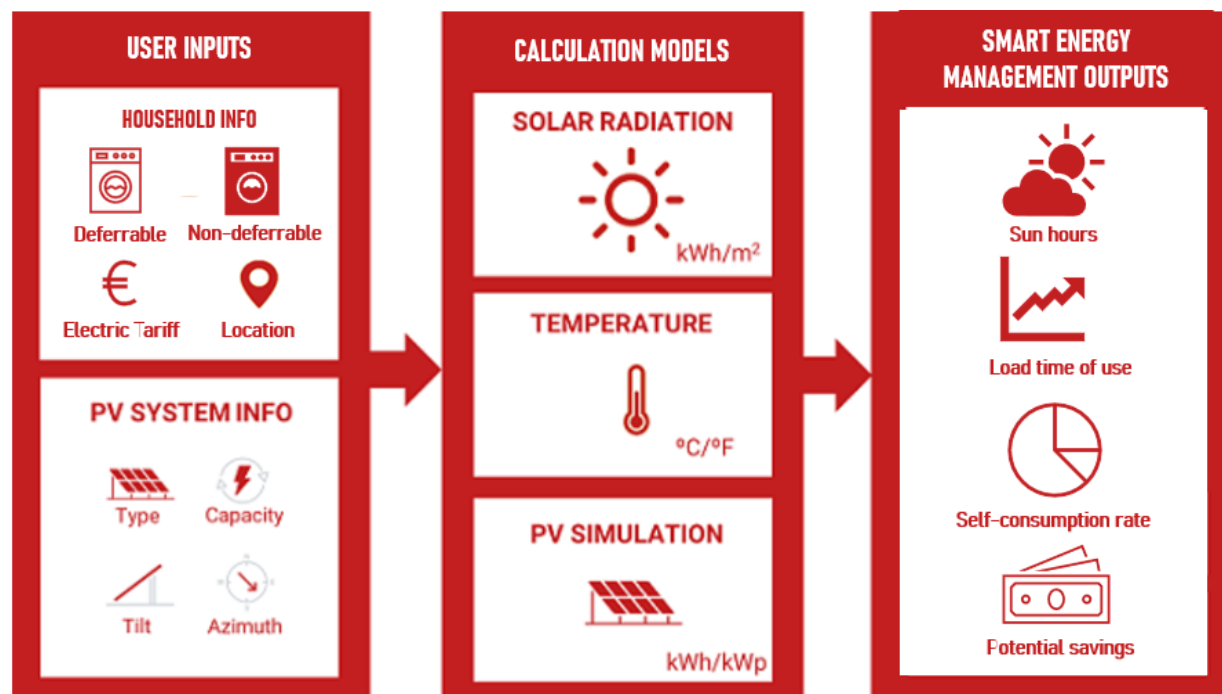 USER INPUTS
HOUSEHOLD INFO
Deferrable
Non-deferrable
€
Electric Tariff
Location
PV SYSTEM INFO
Type
Capacity
Tilt
Azimuth
CALCULATION MODELS
SOLAR RADIATION
kWh/m²
TEMPERATURE
ºC/ºF
PV SIMULATION
kWh/kWp
SMART ENERGY
MANAGEMENT OUTPUTS
Sun hours
Load time of use
Self-consumption rate
Potential savings